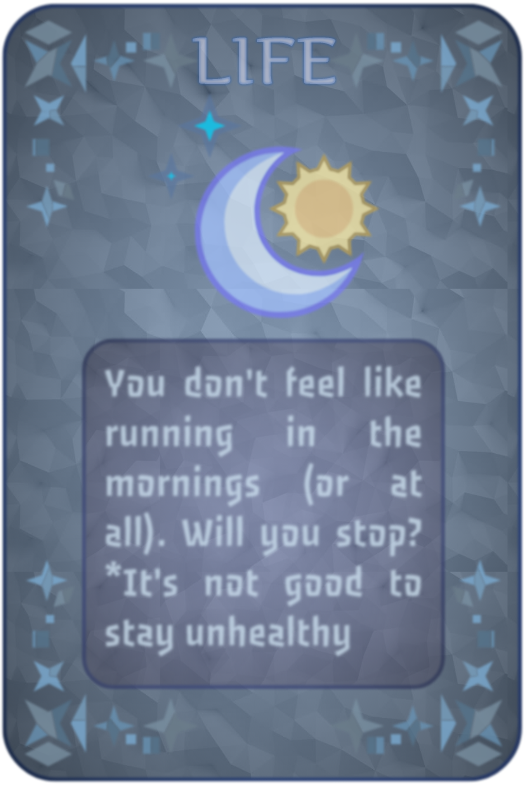 LIFE
You don't feel like
running in the
mornings (or at
all). Will you stop?
*It's not good to
stay unhealthy